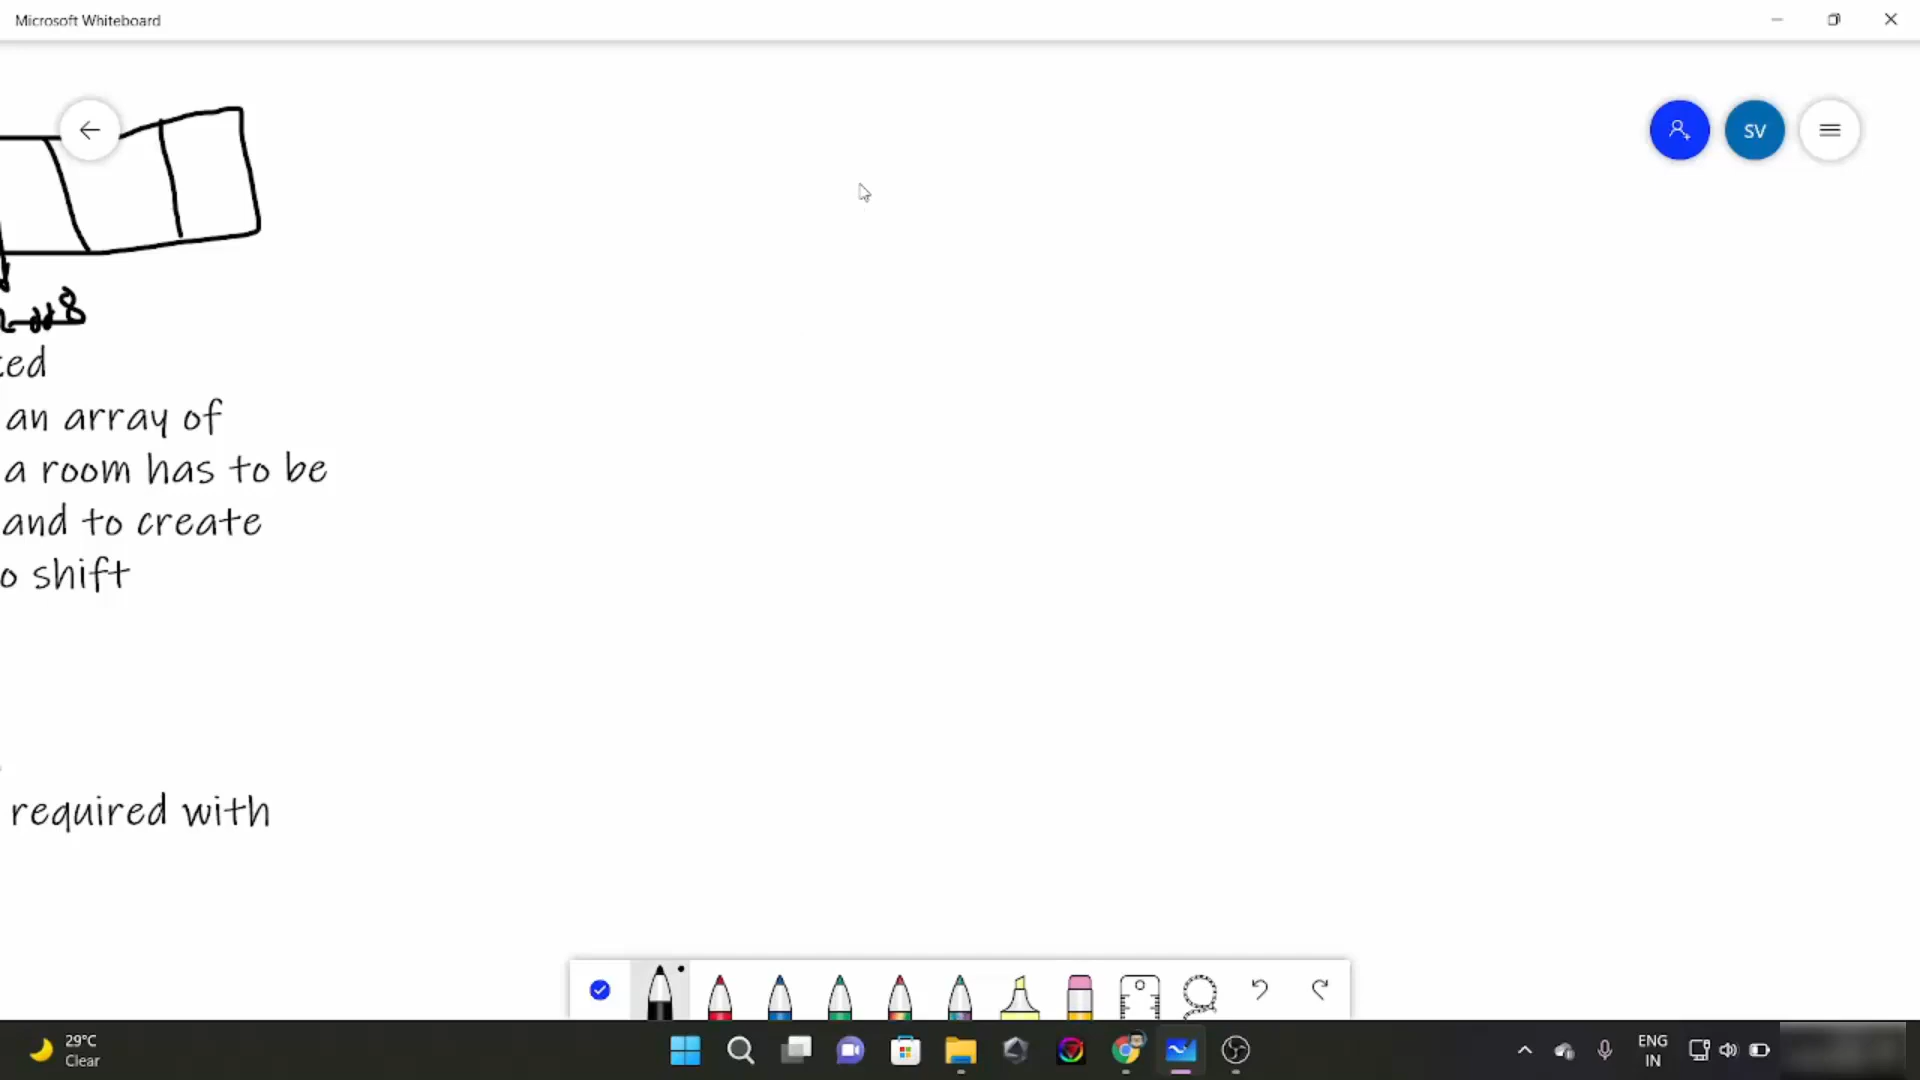 Microsoft Whiteboard
SV
8
an array of
a room has to be
and to create
o shift
required with
29°C
Clear
ENG
IN